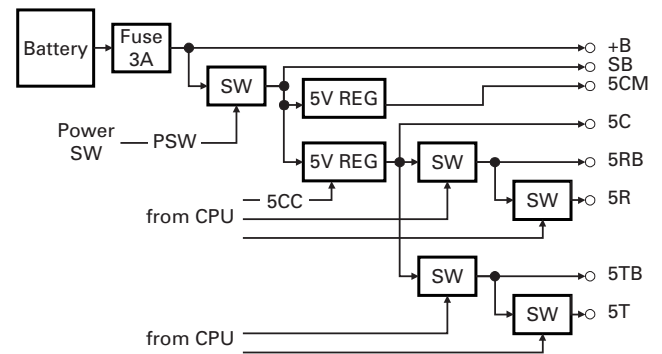 Battery
Fuse
3A
+B
SB
SW
5V REG
5CM
Power
SW
PSW
5C
5V REG
SW
5RB
5CC
SW
5R
from CPU
SW
5TB
SW
5T
from CPU